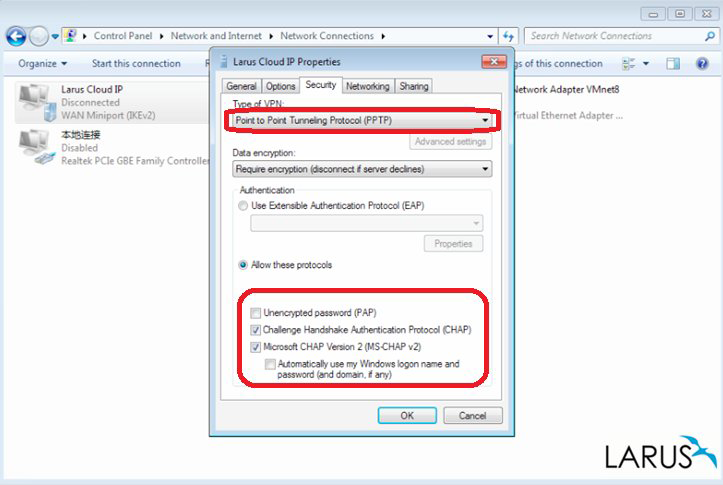 Control Panel Network and Internet Network Connections Search Network Connections
Organize Start this connection gs of this connection
Larus Cloud IP
Disconnected
WAN Miniport (IKEv2)
本地连接
Disabled
Realtek PCIe GBE Family Controller
Network Adapter VMnet8
Virtual Ethernet Adapter ...
Larus Cloud IP Properties
General Options Security Networking Sharing
Type of VPN:
Point to Point Tunneling Protocol (PPTP)
Advanced settings
Data encryption:
Require encryption (disconnect if server declines)
Authentication
Use Extensible Authentication Protocol (EAP)
Properties
Allow these protocols
Unencrypted password (PAP)
Challenge Handshake Authentication Protocol (CHAP)
Microsoft CHAP Version 2 (MS-CHAP v2)
Automatically use my Windows logon name and
password (and domain, if any)
OK Cancel
LARUS